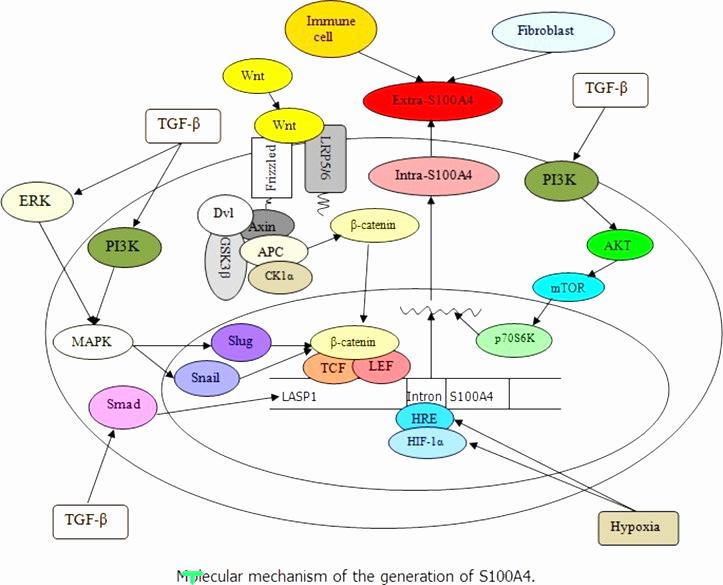 Immune
cell
Fibroblast
Wnt
Extra-S100A4
TGF-β
TGF-β
Wnt
Frizzled
LRP5/6
Intra-S100A4
PI3K
ERK
Dvl
Axin
β-catenin
PI3K
GSK3β
APC
AKT
CK1α
mTOR
MAPK
Slug
β-catenin
p70S6K
Snail
TCF
LEF
Smad
LASP1
Intron
S100A4
HRE
HIF-1α
TGF-β
Hypoxia
Molecular mechanism of the generation of S100A4.